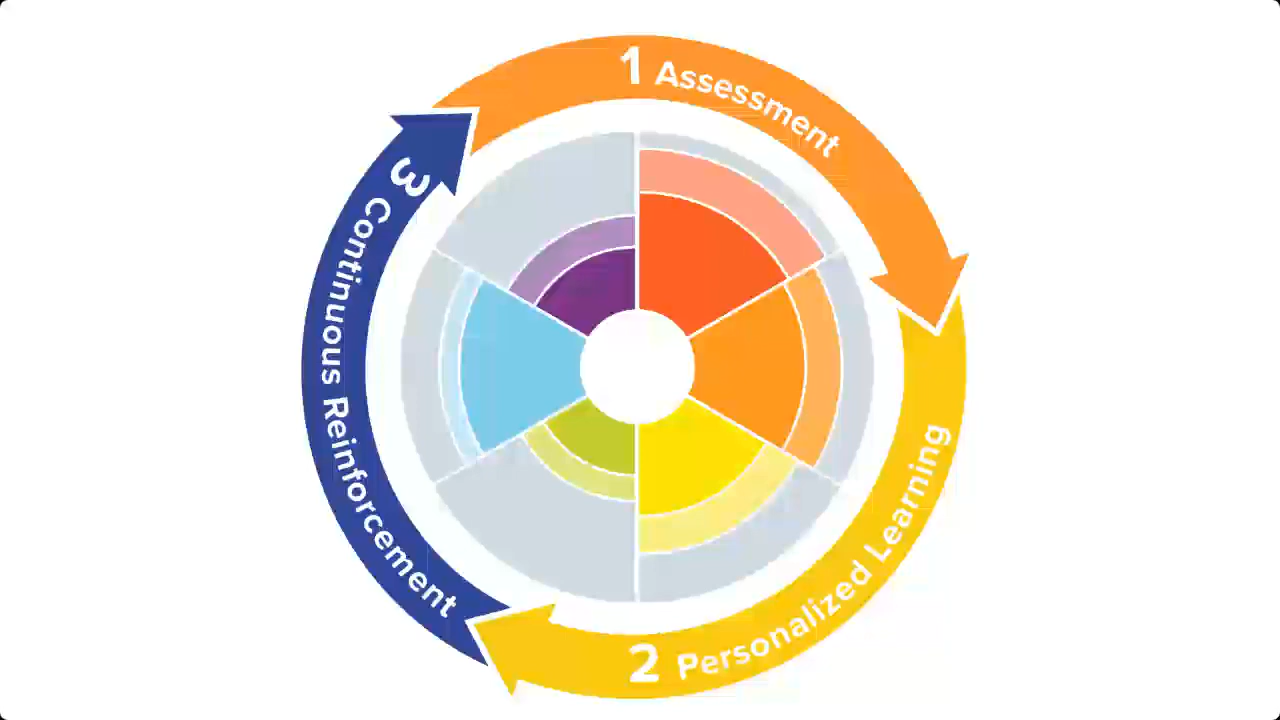 1 Assessment
2 Personalized Learning
3 Continuous Reinforcement